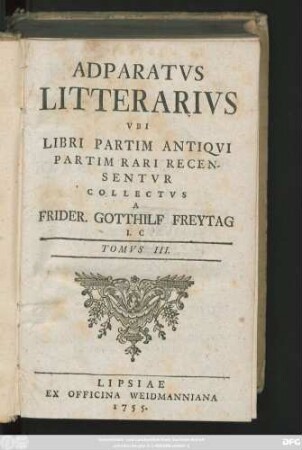 ADPARATVS
LITTERARIVS
VBI
LIBRI PARTIM ANTIQVI
PARTIM RARI RECEN-
SENTVR
COLLECTVS
A
FRIDER. GOTTHILF FREYTAG
I. C
TOMVS III.
LIPSIAE
EX OFFICINA WEIDMANNIANA
1755.
DFG